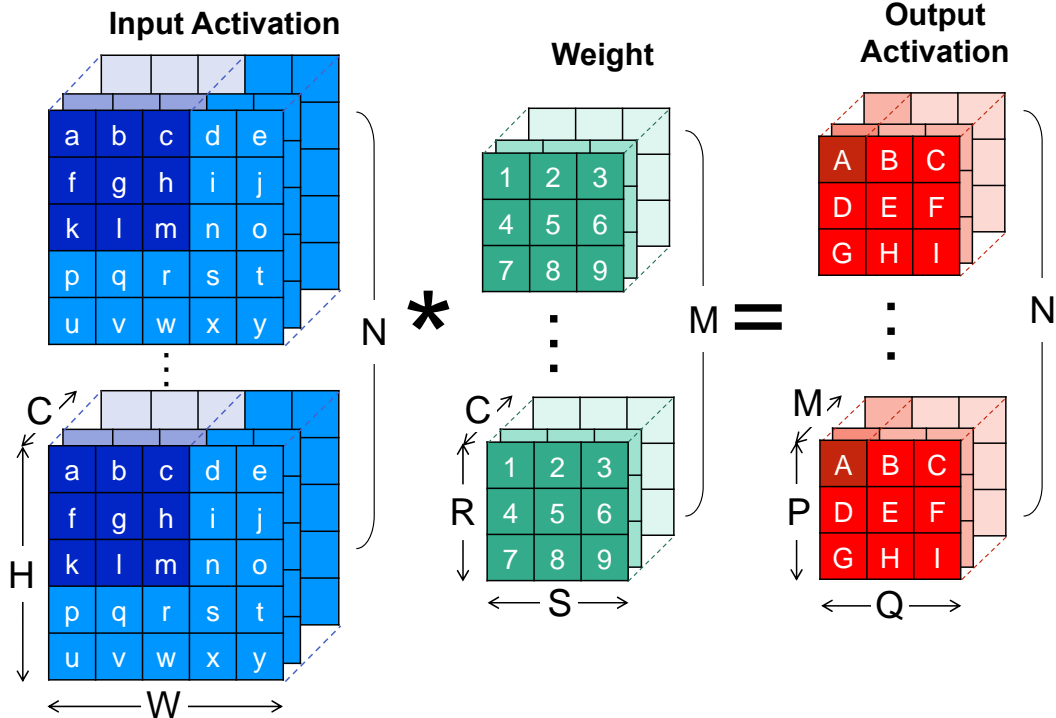 Input Activation
Weight
Output
Activation
a b c d e
f g h i j
k l m n o
p q r s t
u v w x y
N
*
1 2 3
4 5 6
7 8 9
M
=
A B C
D E F
G H I
N
C
H
W
a b c d e
f g h i j
k l m n o
p q r s t
u v w x y
C
R
S
1 2 3
4 5 6
7 8 9
M
P
Q
A B C
D E F
G H I